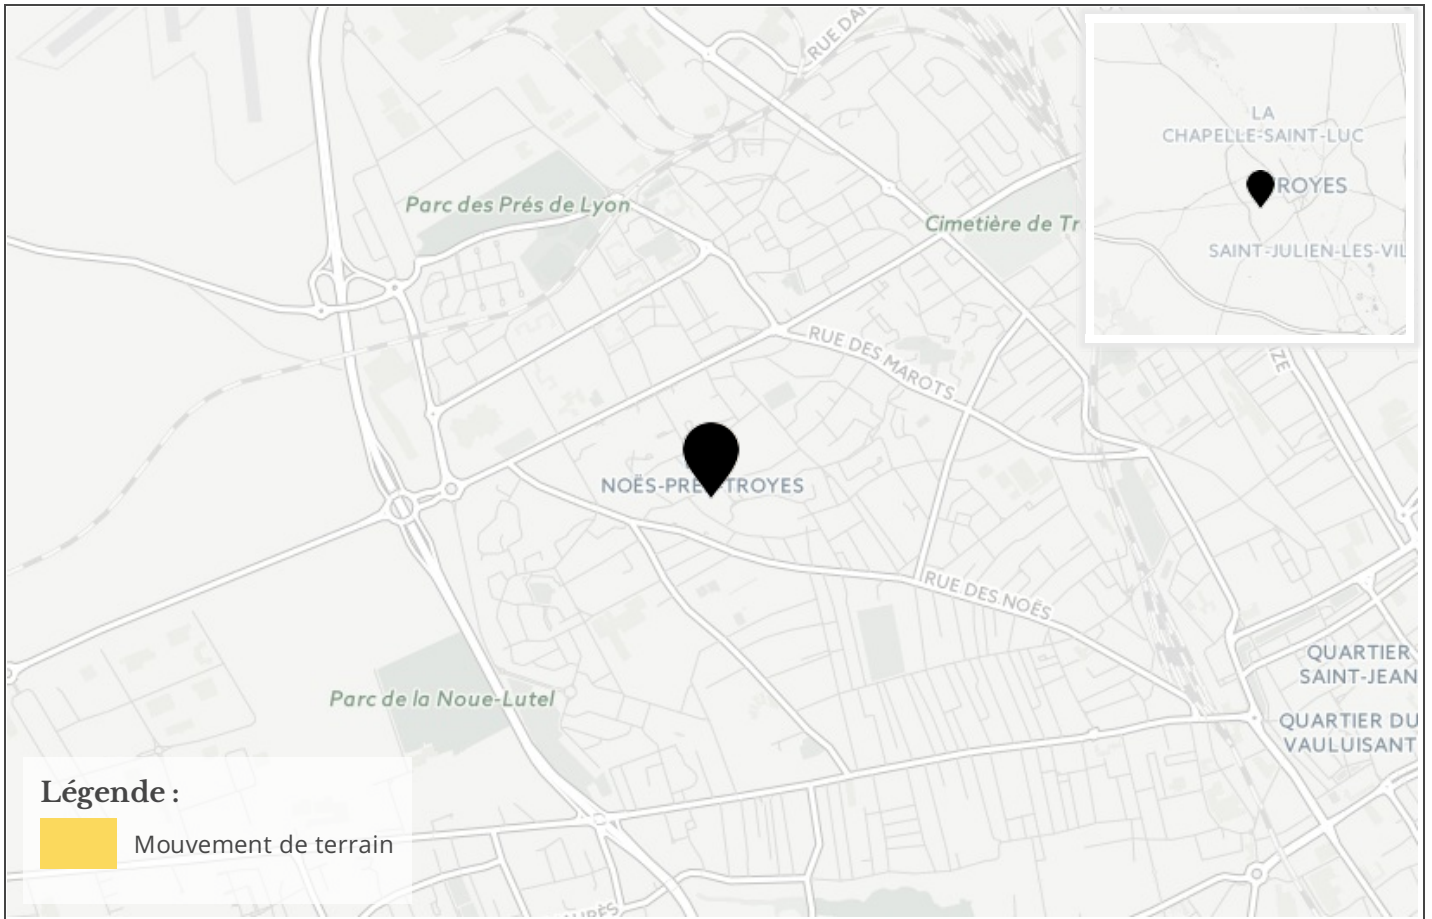 RUE DA
LA
CHAPELLE-SAINT-LUC
ROYES
SAINT-JULIEN-LES-VIL
Parc des Prés de Lyon
Cimetière de Tr
RUE DES MAROTS
NOËS-PRÈ TROYES
RUE DES NOËS
QUARTIER
SAINT-JEAN
QUARTIER DU
VAULUISANT
Parc de la Noue-Lutel
Légende :
Mouvement de terrain